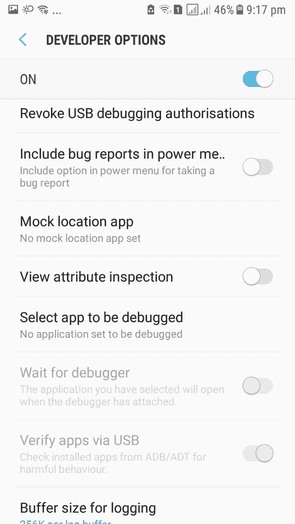 ... 46% 9:17 pm
DEVELOPER OPTIONS
ON
Revoke USB debugging authorisations
Include bug reports in power me..
Include option in power menu for taking a
bug report
Mock location app
No mock location app set
View attribute inspection
Select app to be debugged
No application set to be debugged
Wait for debugger
The application you have selected will open
when the debugger has attached.
Verify apps via USB
Check installed apps from ADB/ADT for
harmful behaviour.
Buffer size for logging
256K per log buffer